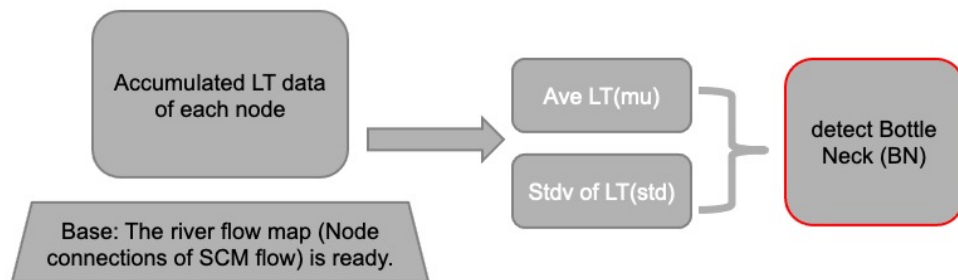 Accumulated LT data
of each node
Base: The river flow map (Node
connections of SCM flow) is ready.
Ave LT(mu)
Stdv of LT(std)
detect Bottle
Neck (BN)